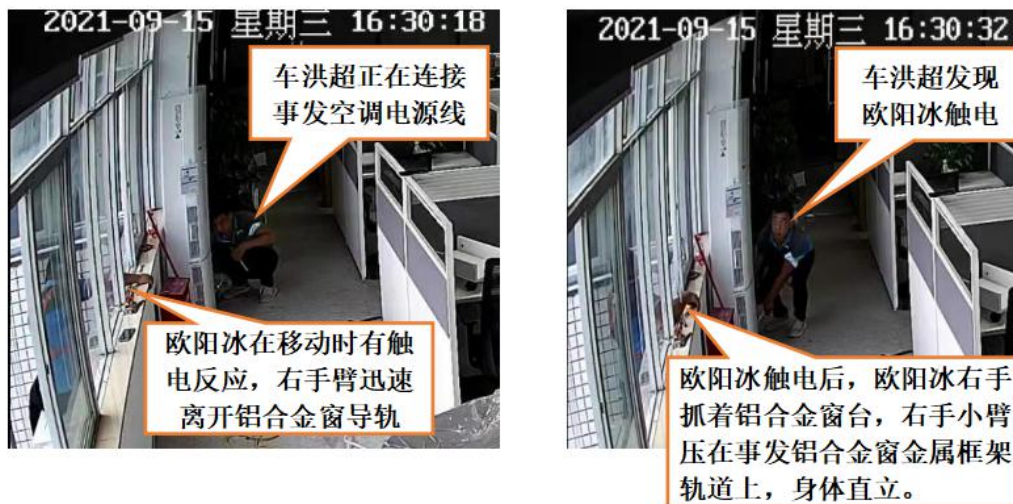 2021-09-15 星期三 16:30:18
车洪超正在连接
事发空调电源线
欧阳冰在移动时有触
电反应，右手臂迅速
离开铝合金窗导轨
2021-09-15 星期三 16:30:32
车洪超发现
欧阳冰触电
欧阳冰触电后，欧阳冰右手
抓着铝合金窗台，右手小臂
压在事发铝合金窗金属框架
轨道上，身体直立。